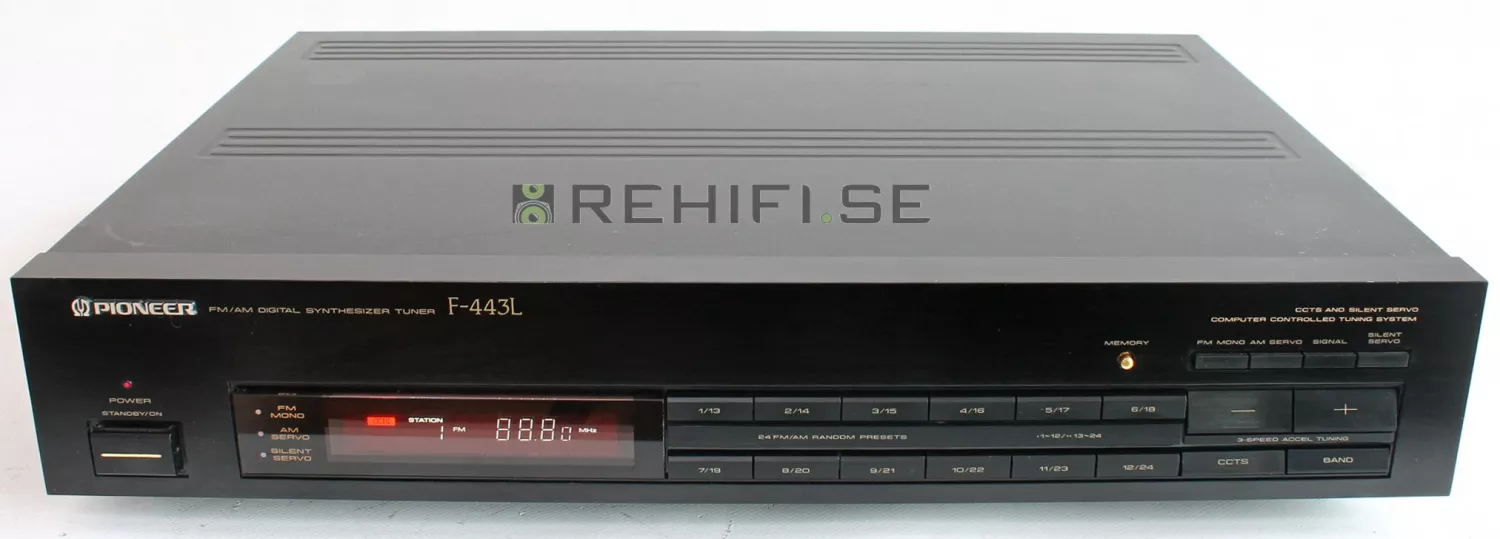 REHIFI.SE
PIONEER FM/AM DIGITAL SYNTHESIZER TUNER F-443L
CCTS AND SILENT SERVO
COMPUTER CONTROLLED TUNING SYSTEM
MEMORY
FM MONO AM SERVO SIGNAL SILENT SERVO
POWER
STANDBY/ON
FM MONO
AM SERVO
SILENT SERVO
STATION
1 FM 88.80 MHz
1/13 2/14 3/15 4/16 5/17 6/18
− +
24 FM/AM RANDOM PRESETS
3-SPEED ACCEL TUNING
7/19 8/20 9/21 10/22 11/23 12/24
CCTS BAND